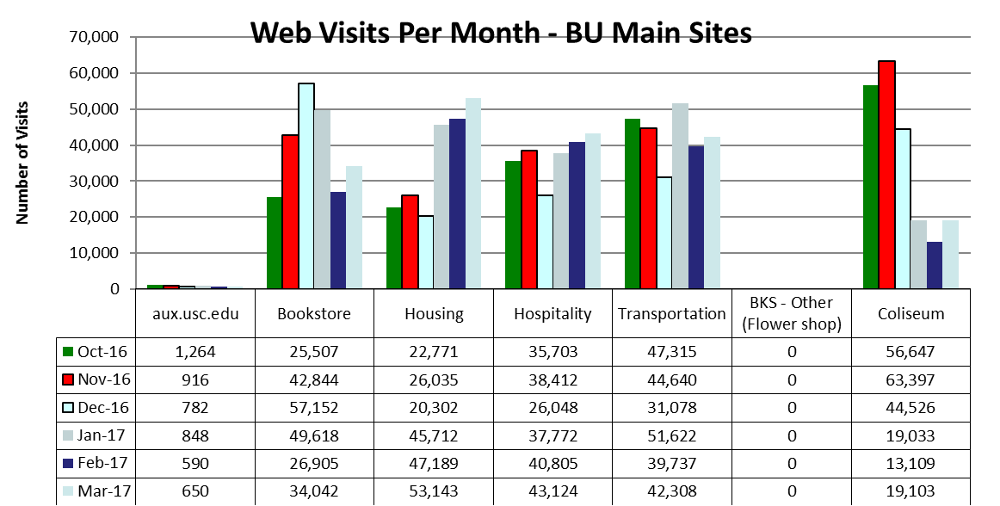 Web Visits Per Month - BU Main Sites
Number of Visits
70,000
60,000
50,000
40,000
30,000
20,000
10,000
0
aux.usc.edu Bookstore Housing Hospitality Transportation BKS - Other (Flower shop) Coliseum
Oct-16 1,264 25,507 22,771 35,703 47,315 0 56,647
Nov-16 916 42,844 26,035 38,412 44,640 0 63,397
Dec-16 782 57,152 20,302 26,048 31,078 0 44,526
Jan-17 848 49,618 45,712 37,772 51,622 0 19,033
Feb-17 590 26,905 47,189 40,805 39,737 0 13,109
Mar-17 650 34,042 53,143 43,124 42,308 0 19,103